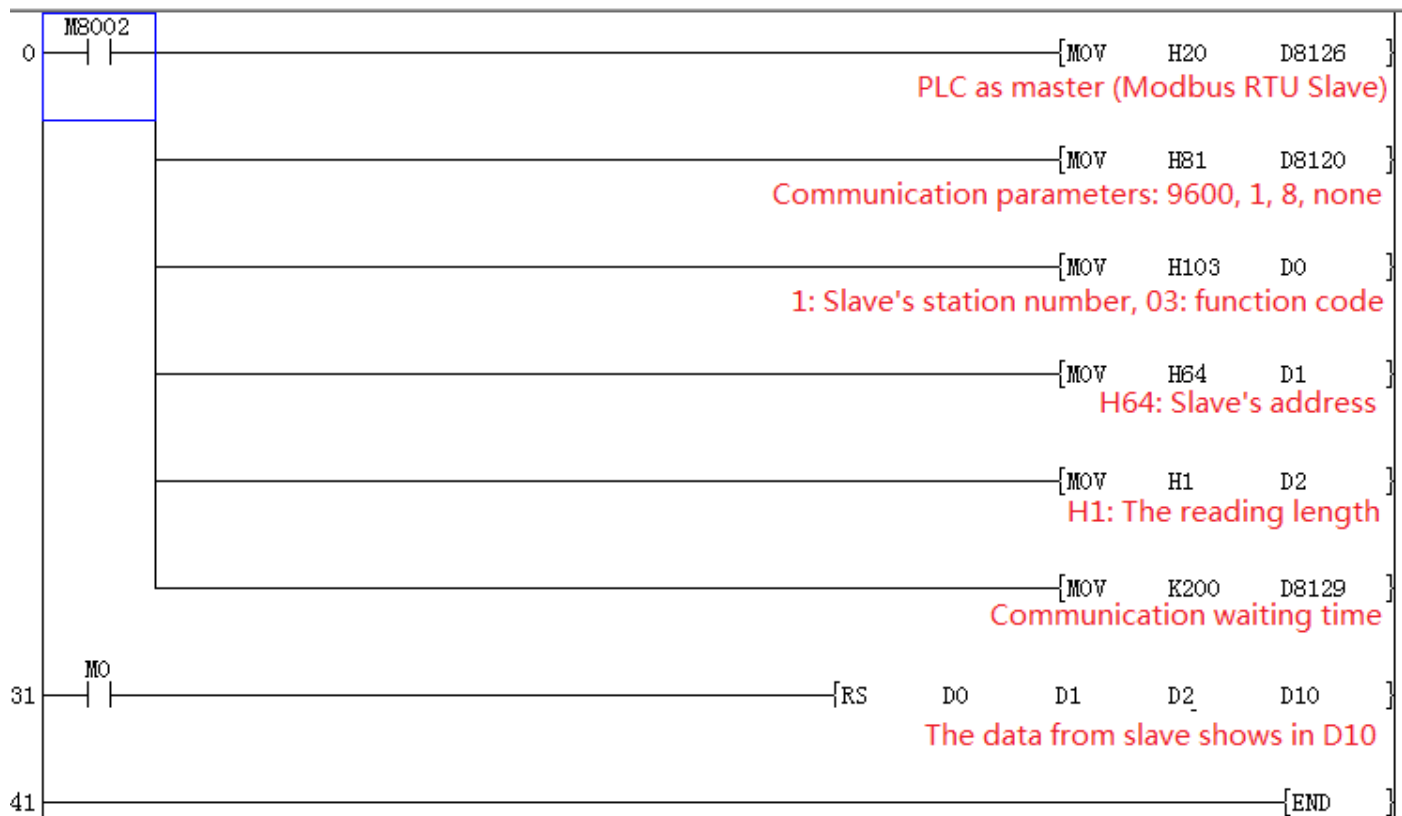 M8002
0 [MOV H20 D8126 ]
PLC as master (Modbus RTU Slave)
[MOV H81 D8120 ]
Communication parameters: 9600, 1, 8, none
[MOV H103 D0 ]
1: Slave's station number, 03: function code
[MOV H64 D1 ]
H64: Slave's address
[MOV H1 D2 ]
H1: The reading length
[MOV K200 D8129 ]
Communication waiting time
M0
31 [RS D0 D1 D2 D10 ]
The data from slave shows in D10
41 [END ]